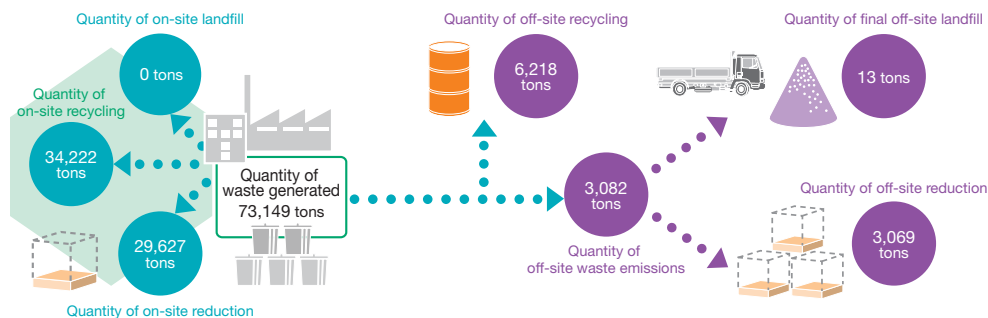 Quantity of on-site landfill
0 tons
Quantity of
on-site recycling
34,222
tons
29,627
tons
Quantity of on-site reduction
Quantity of
waste generated
73,149 tons
Quantity of off-site recycling
6,218
tons
3,082
tons
Quantity of
off-site waste emissions
Quantity of final off-site landfill
13 tons
Quantity of off-site reduction
3,069
tons